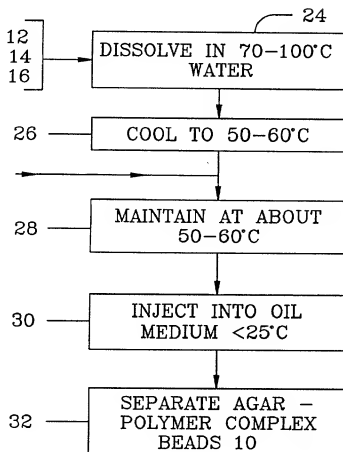 24
12
14
16
DISSOLVE IN 70–100°C
WATER
26
COOL TO 50–60°C
28
MAINTAIN AT ABOUT
50–60°C
30
INJECT INTO OIL
MEDIUM <25°C
32
SEPARATE AGAR –
POLYMER COMPLEX
BEADS 10